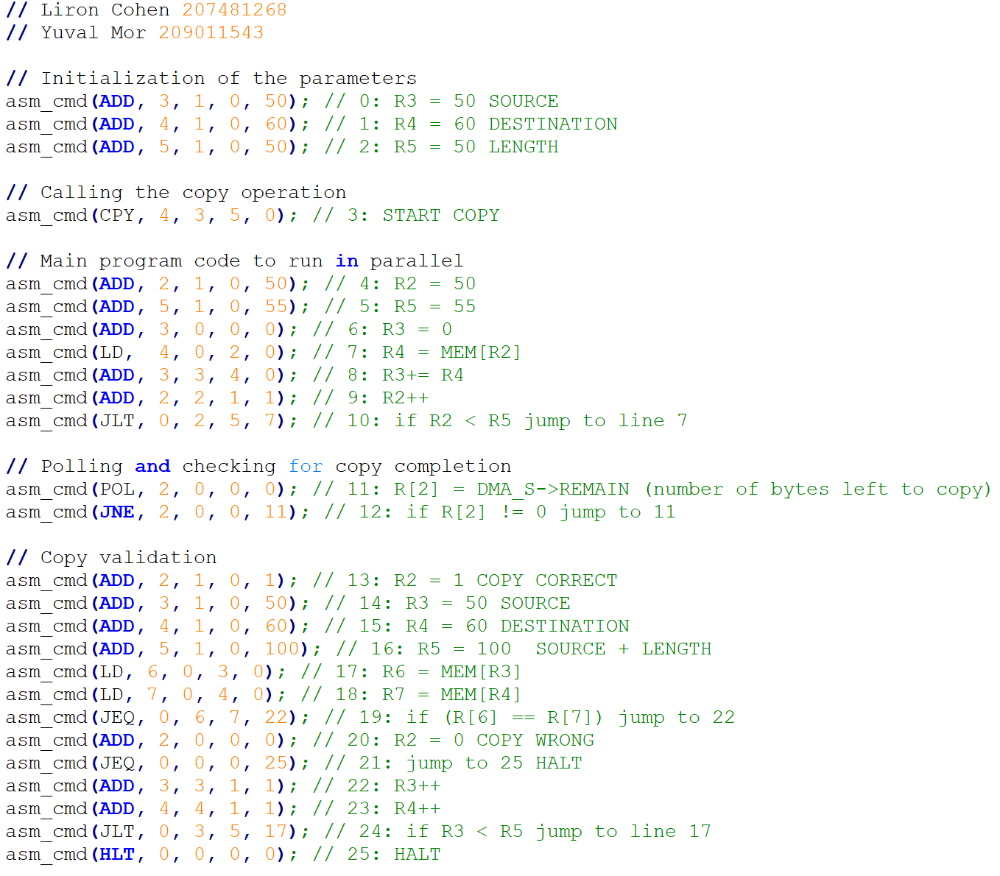 // Liron Cohen 207481268
// Yuval Mor 209011543
// Initialization of the parameters
asm_cmd(ADD, 3, 1, 0, 50); // 0: R3 = 50 SOURCE
asm_cmd(ADD, 4, 1, 0, 60); // 1: R4 = 60 DESTINATION
asm_cmd(ADD, 5, 1, 0, 50); // 2: R5 = 50 LENGTH
// Calling the copy operation
asm_cmd(CPY, 4, 3, 5, 0); // 3: START COPY
// Main program code to run in parallel
asm_cmd(ADD, 2, 1, 0, 50); // 4: R2 = 50
asm_cmd(ADD, 5, 1, 0, 55); // 5: R5 = 55
asm_cmd(ADD, 3, 0, 0, 0); // 6: R3 = 0
asm_cmd(LD,  4, 0, 2, 0); // 7: R4 = MEM[R2]
asm_cmd(ADD, 3, 3, 4, 0); // 8: R3+= R4
asm_cmd(ADD, 2, 2, 1, 1); // 9: R2++
asm_cmd(JLT, 0, 2, 5, 7); // 10: if R2 < R5 jump to line 7
// Polling and checking for copy completion
asm_cmd(POL, 2, 0, 0, 0); // 11: R[2] = DMA_S->REMAIN (number of bytes left to copy)
asm_cmd(JNE, 2, 0, 0, 11); // 12: if R[2] != 0 jump to 11
// Copy validation
asm_cmd(ADD, 2, 1, 0, 1); // 13: R2 = 1 COPY CORRECT
asm_cmd(ADD, 3, 1, 0, 50); // 14: R3 = 50 SOURCE
asm_cmd(ADD, 4, 1, 0, 60); // 15: R4 = 60 DESTINATION
asm_cmd(ADD, 5, 1, 0, 100); // 16: R5 = 100  SOURCE + LENGTH
asm_cmd(LD, 6, 0, 3, 0); // 17: R6 = MEM[R3]
asm_cmd(LD, 7, 0, 4, 0); // 18: R7 = MEM[R4]
asm_cmd(JEQ, 0, 6, 7, 22); // 19: if (R[6] == R[7]) jump to 22
asm_cmd(ADD, 2, 0, 0, 0); // 20: R2 = 0 COPY WRONG
asm_cmd(JEQ, 0, 0, 0, 25); // 21: jump to 25 HALT
asm_cmd(ADD, 3, 3, 1, 1); // 22: R3++
asm_cmd(ADD, 4, 4, 1, 1); // 23: R4++
asm_cmd(JLT, 0, 3, 5, 17); // 24: if R3 < R5 jump to line 17
asm_cmd(HLT, 0, 0, 0, 0); // 25: HALT